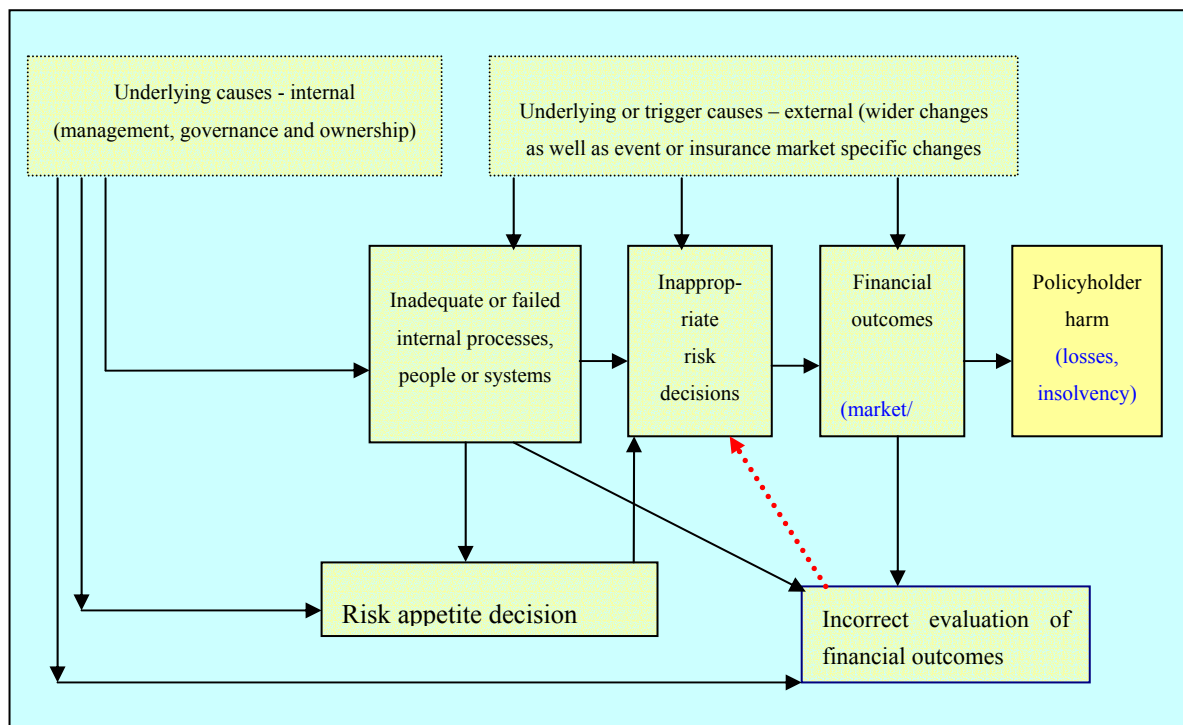 Underlying causes - internal
(management, governance and ownership)
Underlying or trigger causes – external (wider changes
as well as event or insurance market specific changes
Inadequate or failed
internal processes,
people or systems
Inapprop-
riate
risk
decisions
Financial
outcomes
(market/
Policyholder
harm
(losses,
insolvency)
Risk appetite decision
Incorrect evaluation of
financial outcomes